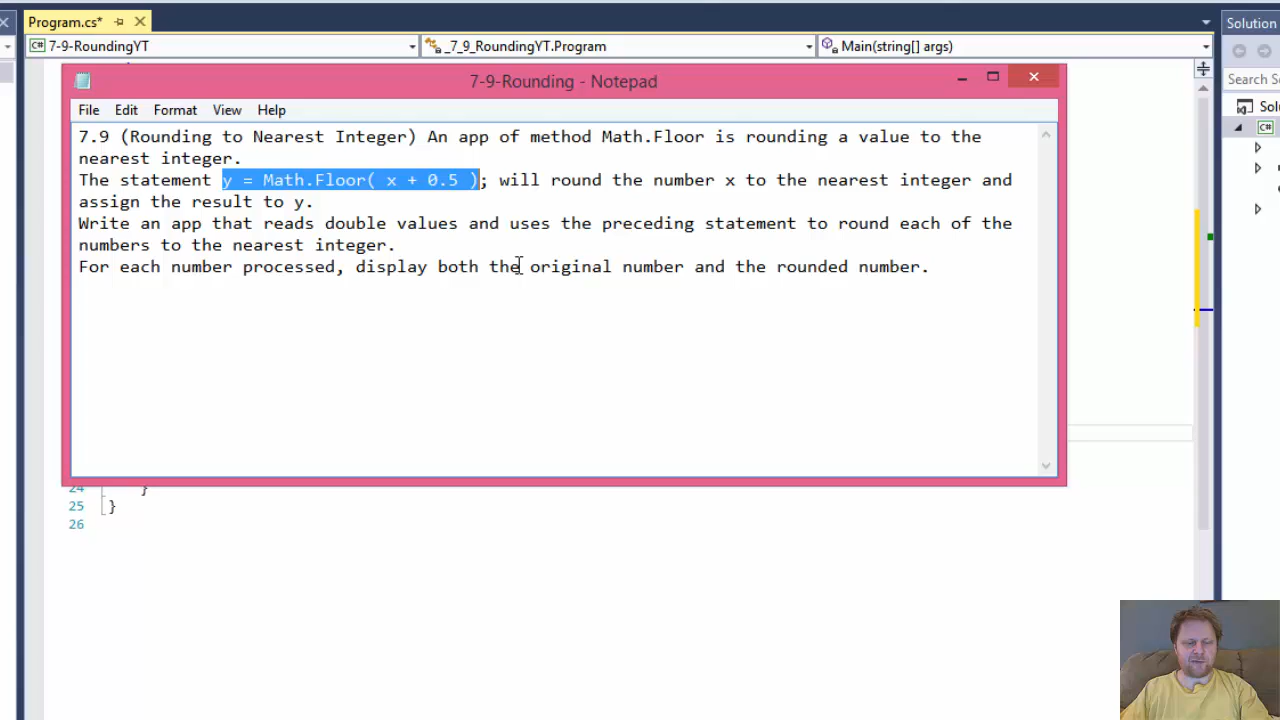 Program.cs*
Solution
7-9-RoundingYT
_7_9_RoundingYT.Program
Main(string[] args)
7-9-Rounding - Notepad
Search So
File Edit Format View Help
Sol
7.9 (Rounding to Nearest Integer) An app of method Math.Floor is rounding a value to the
nearest integer.
The statement y = Math.Floor( x + 0.5 ); will round the number x to the nearest integer and
assign the result to y.
Write an app that reads double values and uses the preceding statement to round each of the
numbers to the nearest integer.
For each number processed, display both the original number and the rounded number.
24 }
25 }
26